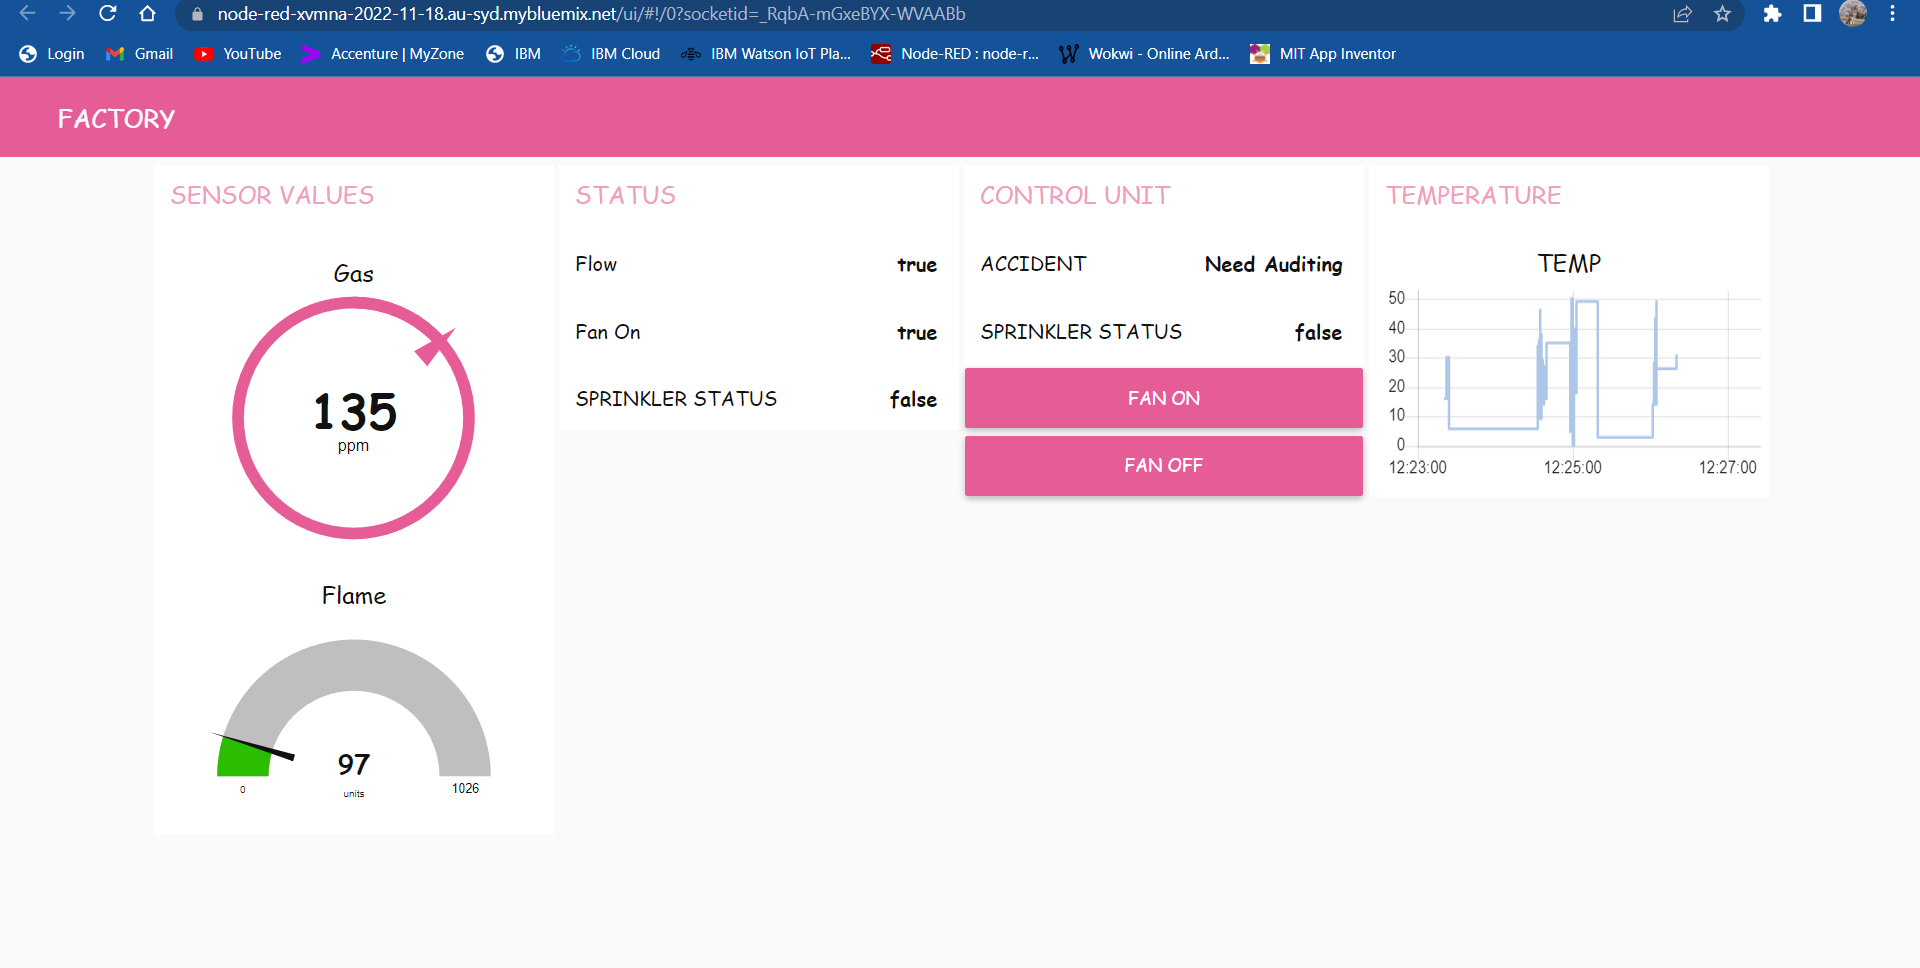 node-red-xvmna-2022-11-18.au-syd.mybluemix.net/ui/#!/0?socketid=_RqbA-mGxeBYX-WVAABb
Login Gmail YouTube Accenture | MyZone IBM IBM Cloud IBM Watson IoT Pla... Node-RED : node-r... Wokwi - Online Ard... MIT App Inventor
FACTORY
SENSOR VALUES
Gas
135
ppm
Flame
97
0
units
1026
STATUS
Flow true
Fan On true
SPRINKLER STATUS false
CONTROL UNIT
ACCIDENT Need Auditing
SPRINKLER STATUS false
FAN ON
FAN OFF
TEMPERATURE
TEMP
50
40
30
20
10
0
12:23:00 12:25:00 12:27:00